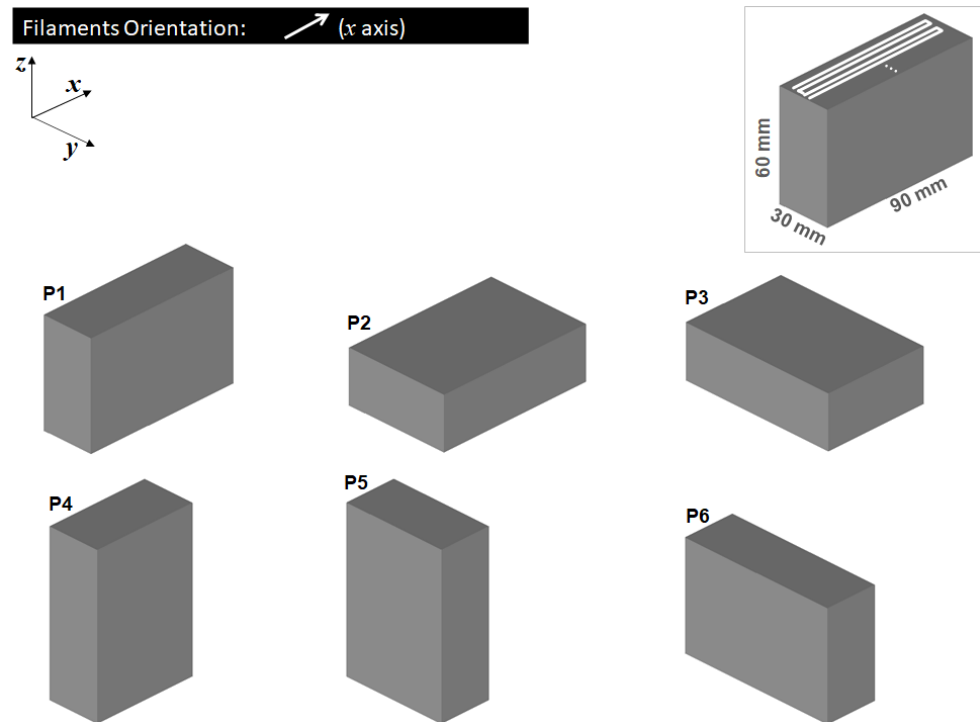 Filaments Orientation: (x axis)
z
x
y
60 mm
30 mm
90 mm
P1
P2
P3
P4
P5
P6